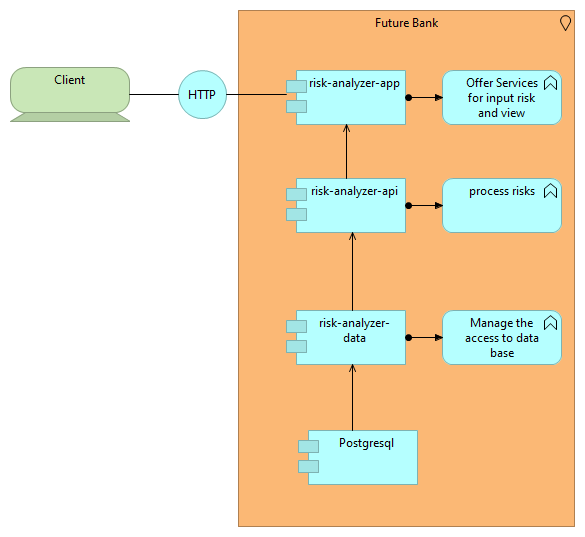 Future Bank
Client
HTTP
risk-analyzer-app
Offer Services
for input risk
and view
risk-analyzer-api
process risks
risk-analyzer-
data
Manage the
access to data
base
Postgresql